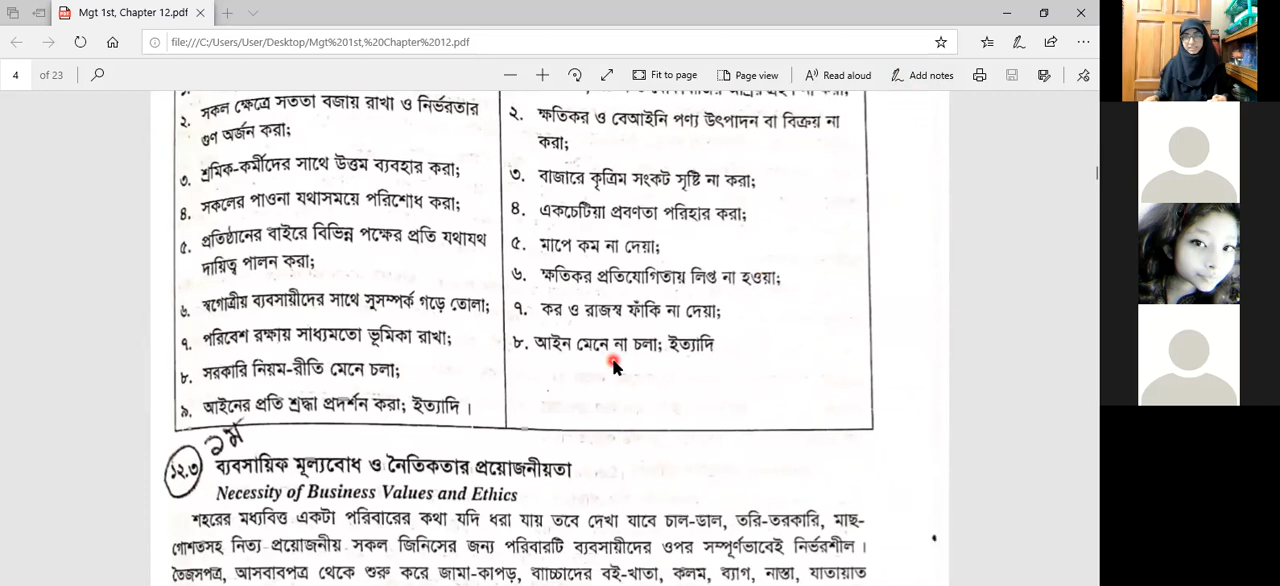 Mgt 1st, Chapter 12.pdf
file:///C:/Users/User/Desktop/Mgt%201st,%20Chapter%2012.pdf
4 of 23
Fit to page
Page view
Read aloud
Add notes
২. সকল ক্ষেত্রে সততা বজায় রাখা ও নির্ভরতার
গুণ অর্জন করা;
৩. শ্রমিক-কর্মীদের সাথে উত্তম ব্যবহার করা;
৪. সকলের পাওনা যথাসময়ে পরিশোধ করা;
৫. প্রতিষ্ঠানের বাইরে বিভিন্ন পক্ষের প্রতি যথাযথ
দায়িত্ব পালন করা;
৬. স্বগোত্রীয় ব্যবসায়ীদের সাথে সুসম্পর্ক গড়ে তোলা;
৭. পরিবেশ রক্ষায় সাধ্যমতো ভূমিকা রাখা;
৮. সরকারি নিয়ম-রীতি মেনে চলা;
৯. আইনের প্রতি শ্রদ্ধা প্রদর্শন করা; ইত্যাদি।
২. ক্ষতিকর ও বেআইনি পণ্য উৎপাদন বা বিক্রয় না
করা;
৩. বাজারে কৃত্রিম সংকট সৃষ্টি না করা;
৪. একচেটিয়া প্রবণতা পরিহার করা;
৫. মাপে কম না দেয়া;
৬. ক্ষতিকর প্রতিযোগিতায় লিপ্ত না হওয়া;
৭. কর ও রাজস্ব ফাঁকি না দেয়া;
৮. আইন মেনে না চলা; ইত্যাদি
১২.৩ ব্যবসায়িক মূল্যবোধ ও নৈতিকতার প্রয়োজনীয়তা
Necessity of Business Values and Ethics
শহরের মধ্যবিত্ত একটা পরিবারের কথা যদি ধরা যায় তবে দেখা যাবে চাল-ডাল, তরি-তরকারি, মাছ-
গোশতসহ নিত্য প্রয়োজনীয় সকল জিনিসের জন্য পরিবারটি ব্যবসায়ীদের ওপর সম্পূর্ণভাবেই নির্ভরশীল।
তৈজসপত্র, আসবাবপত্র থেকে শুরু করে জামা-কাপড়, বাচ্চাদের বই-খাতা, কলম, ব্যাগ, নাস্তা, যাতায়াত